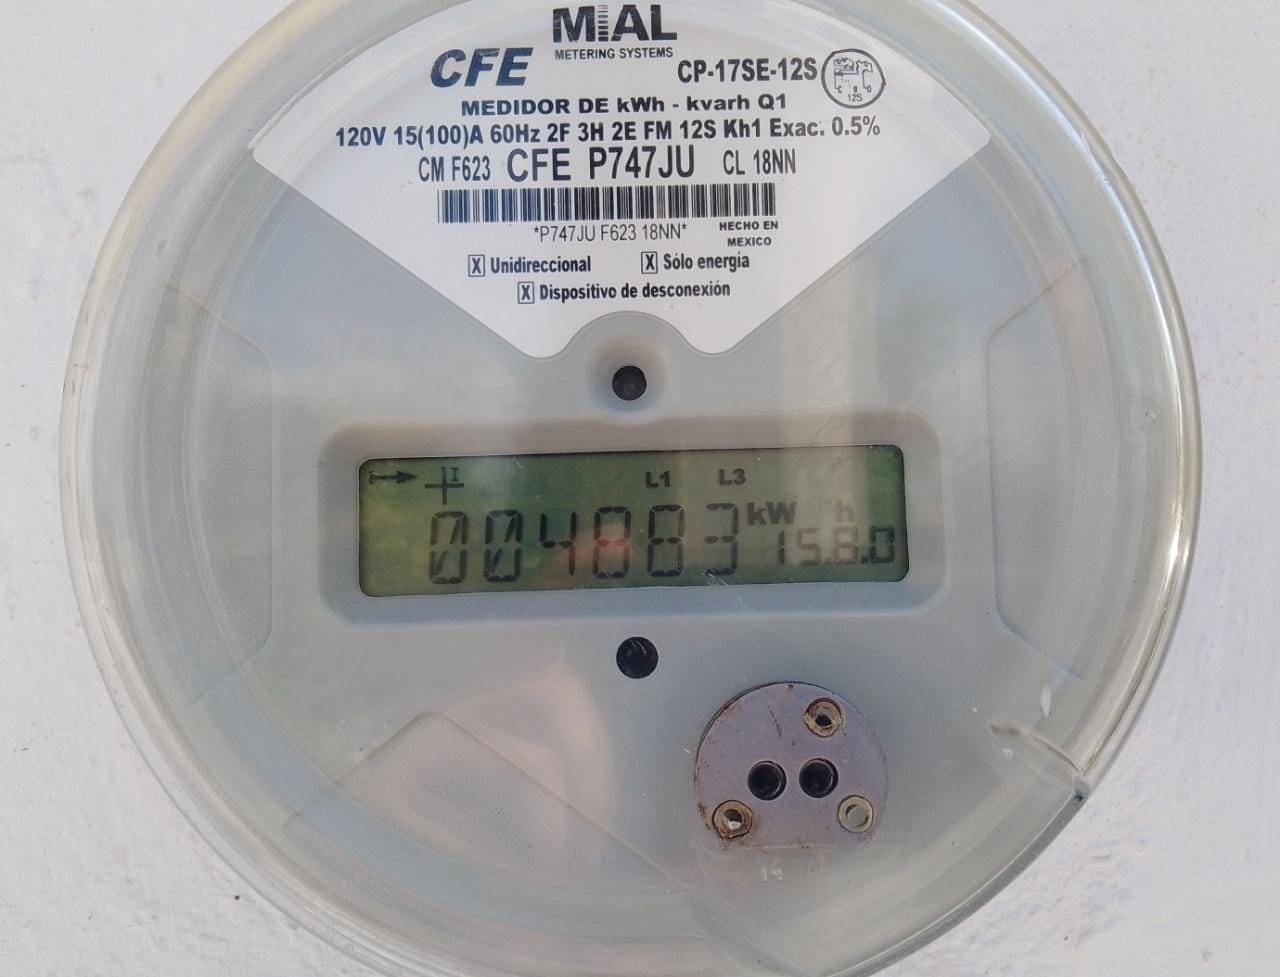 MIAL
METERING SYSTEMS
CFE
CP-17SE-12S
12S
MEDIDOR DE kWh - kvarh Q1
120V 15(100)A 60Hz 2F 3H 2E FM 12S Kh1 Exac. 0.5%
CM F623 CFE P747JU CL 18NN
*P747JU F623 18NN*
HECHO EN
MEXICO
X Unidireccional X Sólo energía
X Dispositivo de desconexión
I L1 L3
004883 kW h 15.8.0